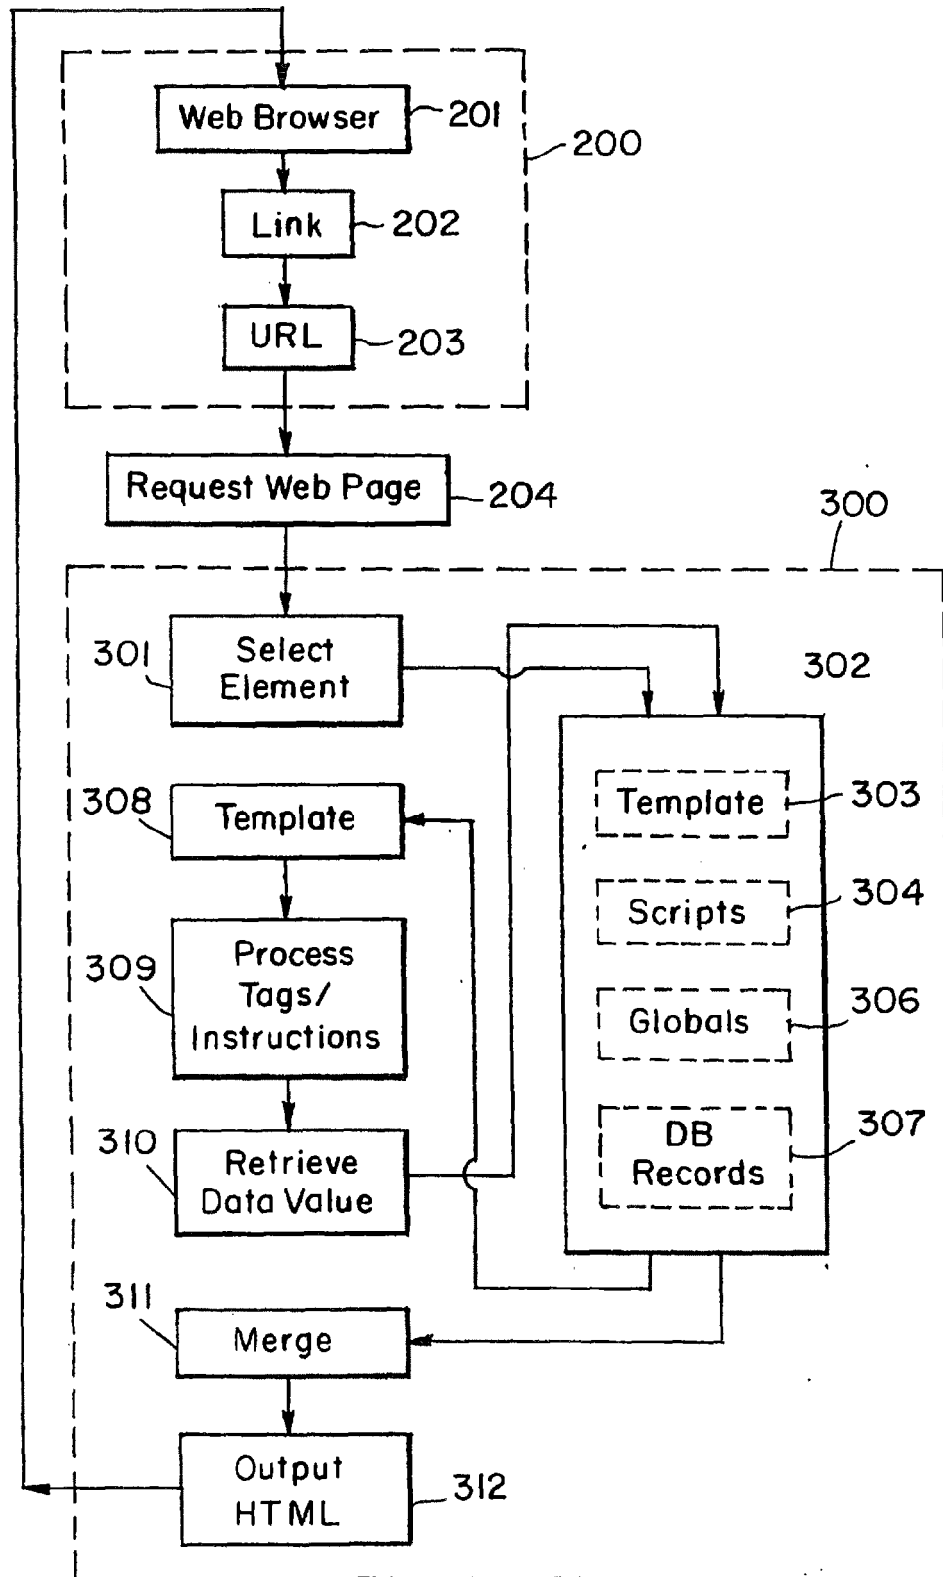 Web Browser
201
200
Link
202
URL
203
Request Web Page
204
300
301
Select
Element
302
308
Template
Template
303
Scripts
304
309
Process
Tags/
Instructions
Globals
306
310
Retrieve
Data Value
DB
Records
307
311
Merge
Output
HTML
312